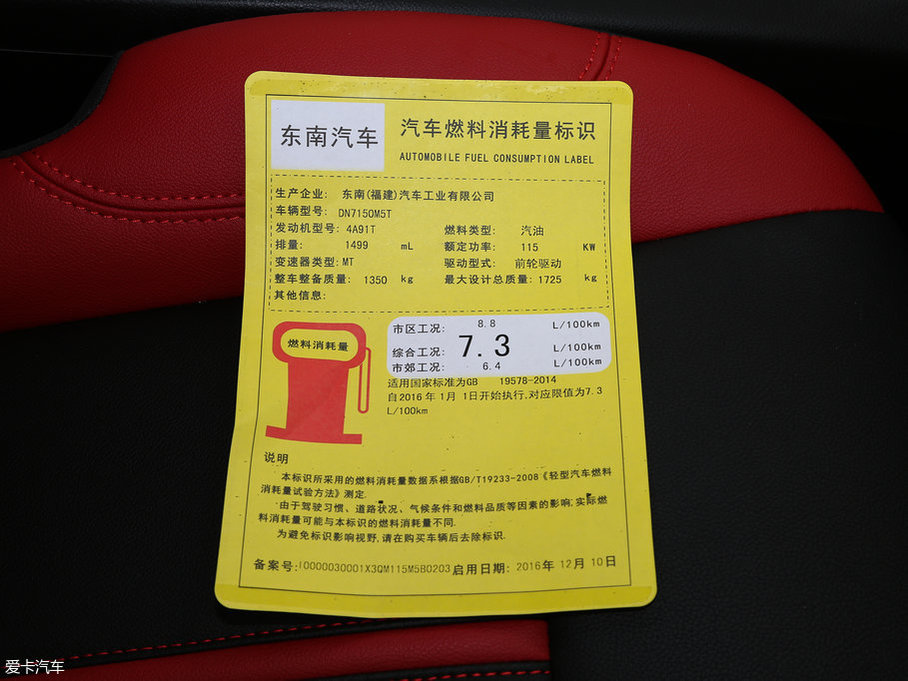 东南汽车
汽车燃料消耗量标识
AUTOMOBILE FUEL CONSUMPTION LABEL
生产企业: 东南(福建)汽车工业有限公司
车辆型号: DN7150M5T
发动机型号: 4A91T 燃料类型: 汽油
排量: 1499 mL 额定功率: 115 KW
变速器类型: MT 驱动型式: 前轮驱动
整车整备质量: 1350 kg 最大设计总质量: 1725 kg
其他信息:
燃料消耗量
市区工况: 8.8 L/100km
综合工况: 7.3 L/100km
市郊工况: 6.4 L/100km
适用国家标准为GB 19578-2014
自2016 年 1月 1日开始执行,对应限值为7.3
L/100km
说明
本标识所采用的燃料消耗量数据系根据GB/T19233-2008《轻型汽车燃料
消耗量试验方法》测定.
由于驾驶习惯、道路状况、气候条件和燃料品质等因素的影响,实际燃
料消耗量可能与本标识的燃料消耗量不同.
为避免标识影响视野,请在购买车辆后去除标识.
备案号: I0000030001X3QM115M5B0203 启用日期: 2016年 12月 10日
爱卡汽车